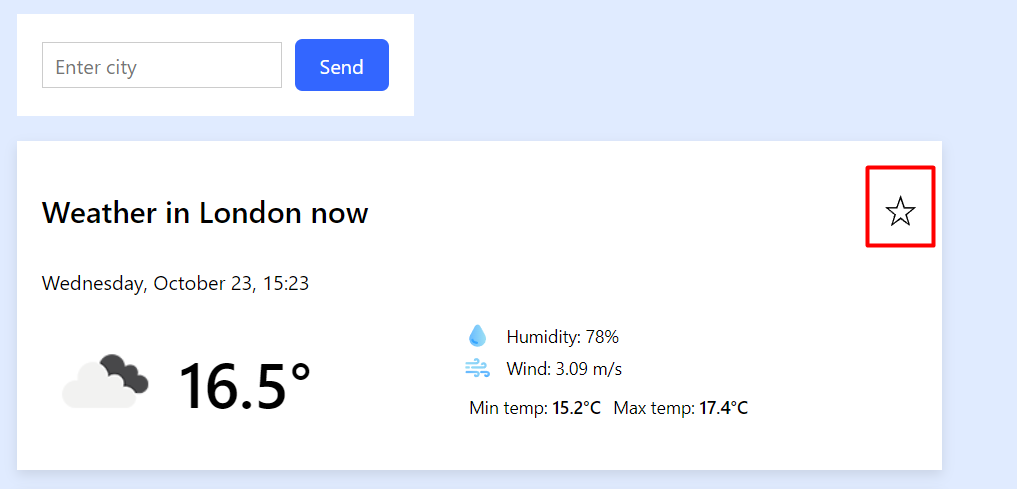 Enter city
Send
Weather in London now
Wednesday, October 23, 15:23
16.5°
Humidity: 78%
Wind: 3.09 m/s
Min temp: 15.2°C Max temp: 17.4°C